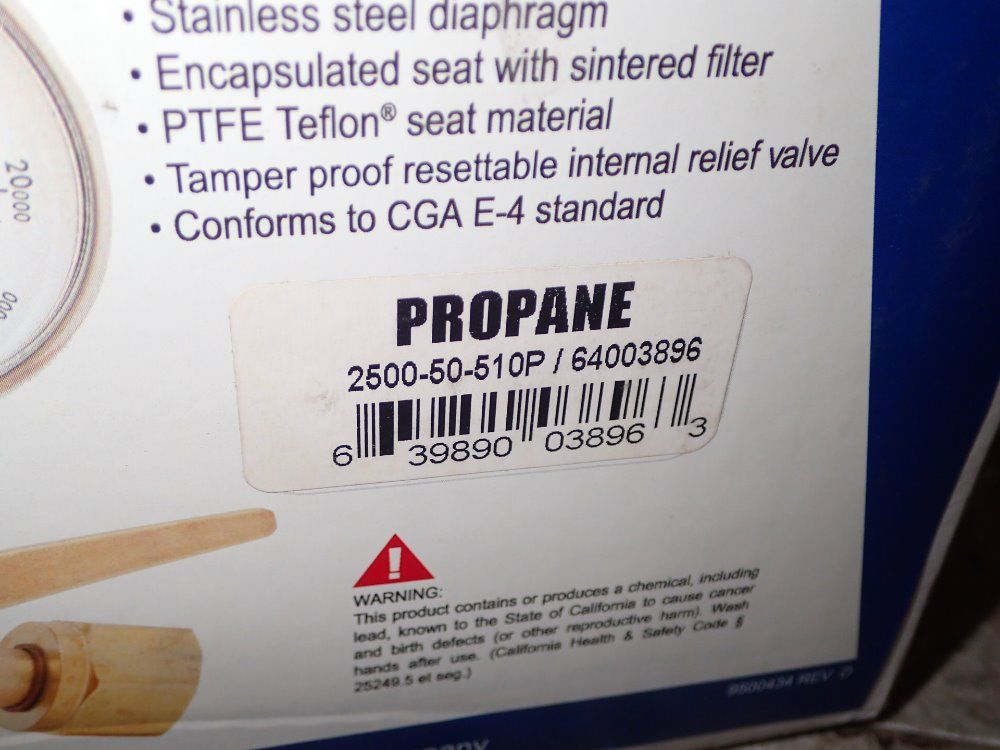 • Stainless steel diaphragm
• Encapsulated seat with sintered filter
• PTFE Teflon® seat material
• Tamper proof resettable internal relief valve
• Conforms to CGA E-4 standard
20000
000
PROPANE
2500-50-510P / 64003896
6 39890 03896 3
!
WARNING:
This product contains or produces a chemical, including
lead, known to the State of California to cause cancer
and birth defects (or other reproductive harm). Wash
hands after use. (California Health & Safety Code §
25249.5 et seq.)
9500434 REV D